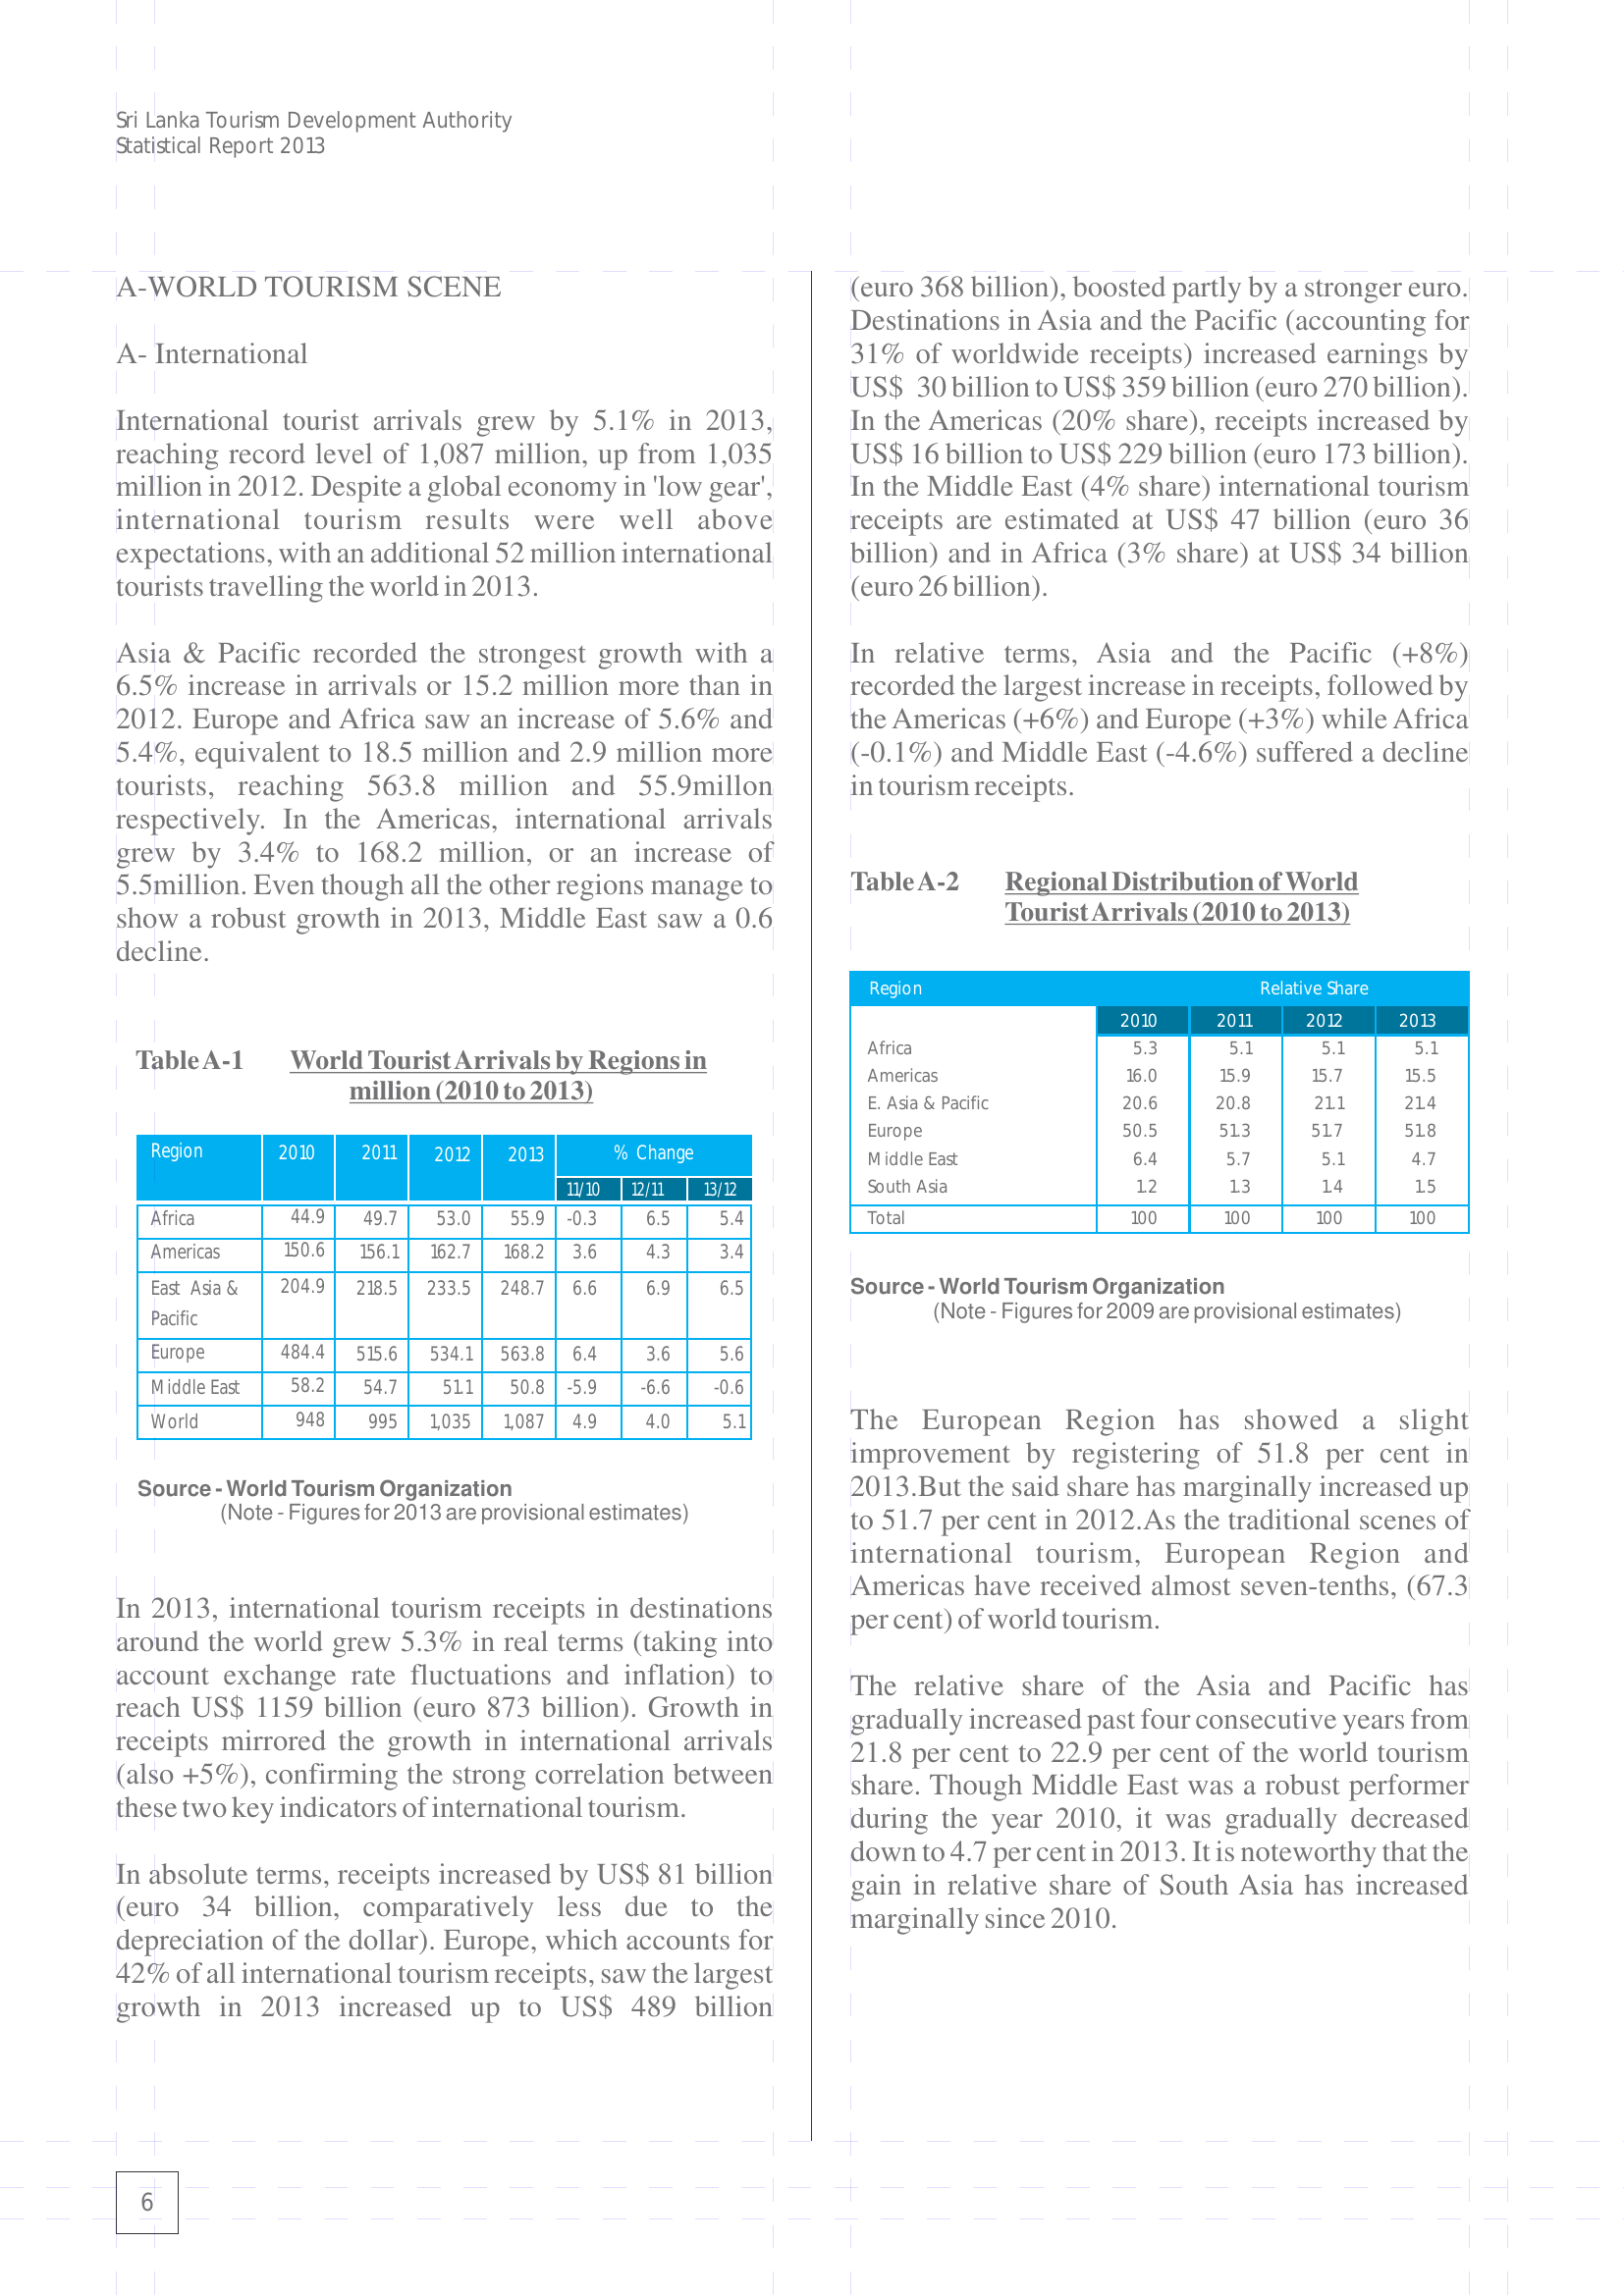 Sri Lanka Tourism Development Authority
Statistical Report 2013
A-WORLD TOURISM SCENE
A- International
International tourist arrivals grew by 5.1% in 2013,
reaching record level of 1,087 million, up from 1,035
million in 2012. Despite a global economy in 'low gear',
international tourism results were well above
expectations, with an additional 52 million international
tourists travelling the world in 2013.
Asia & Pacific recorded the strongest growth with a
6.5% increase in arrivals or 15.2 million more than in
2012. Europe and Africa saw an increase of 5.6% and
5.4%, equivalent to 18.5 million and 2.9 million more
tourists, reaching 563.8 million and 55.9millon
respectively. In the Americas, international arrivals
grew by 3.4% to 168.2 million, or an increase of
5.5million. Even though all the other regions manage to
show a robust growth in 2013, Middle East saw a 0.6
decline.
Table A-1 World Tourist Arrivals by Regions in
million (2010 to 2013)
Region 2010 2011 2012 2013 % Change
11/10 12/11 13/12
Africa 44.9 49.7 53.0 55.9 -0.3 6.5 5.4
Americas 150.6 156.1 162.7 168.2 3.6 4.3 3.4
East Asia & 204.9 218.5 233.5 248.7 6.6 6.9 6.5
Pacific
Europe 484.4 515.6 534.1 563.8 6.4 3.6 5.6
Middle East 58.2 54.7 51.1 50.8 -5.9 -6.6 -0.6
World 948 995 1,035 1,087 4.9 4.0 5.1
Source - World Tourism Organization
(Note - Figures for 2013 are provisional estimates)
In 2013, international tourism receipts in destinations
around the world grew 5.3% in real terms (taking into
account exchange rate fluctuations and inflation) to
reach US$ 1159 billion (euro 873 billion). Growth in
receipts mirrored the growth in international arrivals
(also +5%), confirming the strong correlation between
these two key indicators of international tourism.
In absolute terms, receipts increased by US$ 81 billion
(euro 34 billion, comparatively less due to the
depreciation of the dollar). Europe, which accounts for
42% of all international tourism receipts, saw the largest
growth in 2013 increased up to US$ 489 billion
(euro 368 billion), boosted partly by a stronger euro.
Destinations in Asia and the Pacific (accounting for
31% of worldwide receipts) increased earnings by
US$ 30 billion to US$ 359 billion (euro 270 billion).
In the Americas (20% share), receipts increased by
US$ 16 billion to US$ 229 billion (euro 173 billion).
In the Middle East (4% share) international tourism
receipts are estimated at US$ 47 billion (euro 36
billion) and in Africa (3% share) at US$ 34 billion
(euro 26 billion).
In relative terms, Asia and the Pacific (+8%)
recorded the largest increase in receipts, followed by
the Americas (+6%) and Europe (+3%) while Africa
(-0.1%) and Middle East (-4.6%) suffered a decline
in tourism receipts.
Table A-2 Regional Distribution of World
Tourist Arrivals (2010 to 2013)
Region Relative Share
2010 2011 2012 2013
Africa 5.3 5.1 5.1 5.1
Americas 16.0 15.9 15.7 15.5
E. Asia & Pacific 20.6 20.8 21.1 21.4
Europe 50.5 51.3 51.7 51.8
Middle East 6.4 5.7 5.1 4.7
South Asia 1.2 1.3 1.4 1.5
Total 100 100 100 100
Source - World Tourism Organization
(Note - Figures for 2009 are provisional estimates)
The European Region has showed a slight
improvement by registering of 51.8 per cent in
2013.But the said share has marginally increased up
to 51.7 per cent in 2012.As the traditional scenes of
international tourism, European Region and
Americas have received almost seven-tenths, (67.3
per cent) of world tourism.
The relative share of the Asia and Pacific has
gradually increased past four consecutive years from
21.8 per cent to 22.9 per cent of the world tourism
share. Though Middle East was a robust performer
during the year 2010, it was gradually decreased
down to 4.7 per cent in 2013. It is noteworthy that the
gain in relative share of South Asia has increased
marginally since 2010.
6